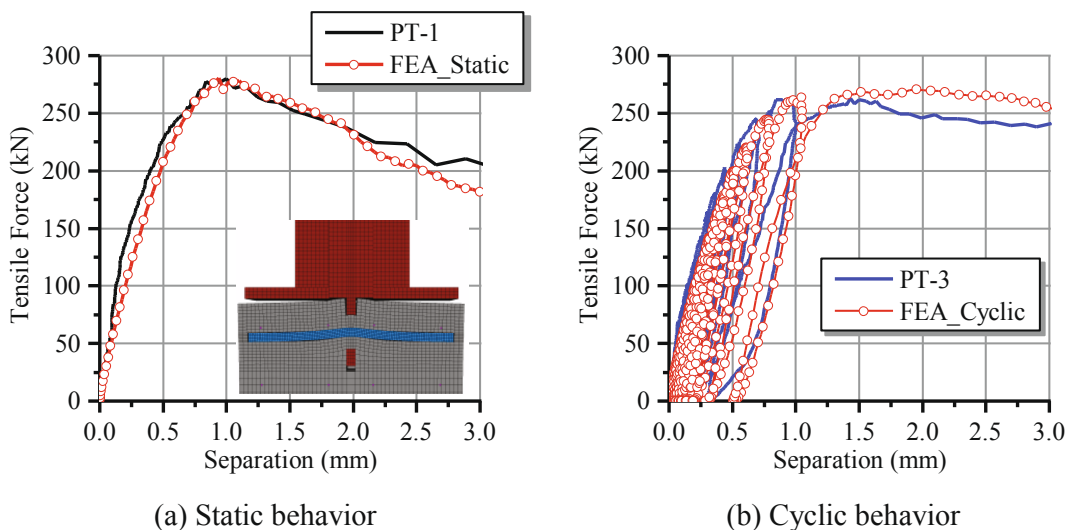 PT-1
FEA_Static
300
250
200
150
100
50
0
Tensile Force (kN)
0.0 0.5 1.0 1.5 2.0 2.5 3.0
Separation (mm)
(a) Static behavior
300
250
200
150
100
50
0
Tensile Force (kN)
PT-3
FEA_Cyclic
0.0 0.5 1.0 1.5 2.0 2.5 3.0
Separation (mm)
(b) Cyclic behavior